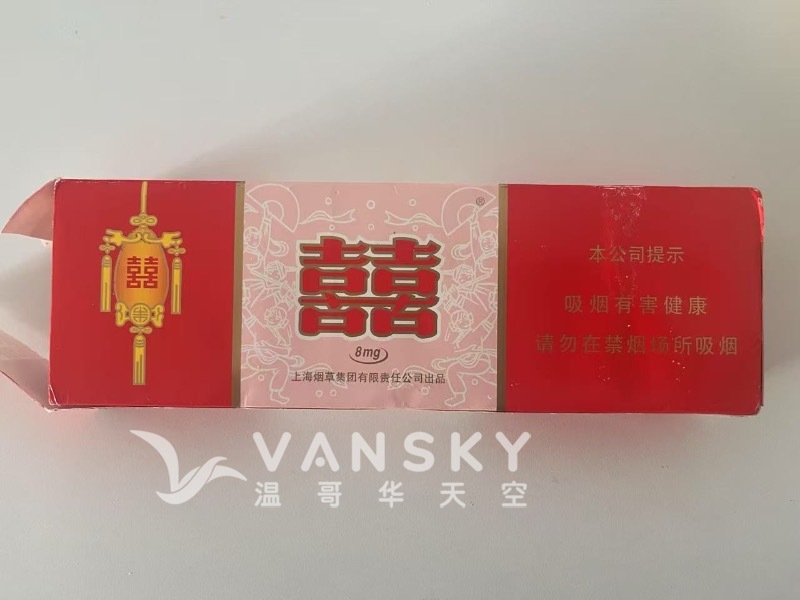 囍
®
囍
8mg
上海烟草集团有限责任公司出品
本公司提示
吸烟有害健康
请勿在禁烟场所吸烟
VANSKY
温哥华天空